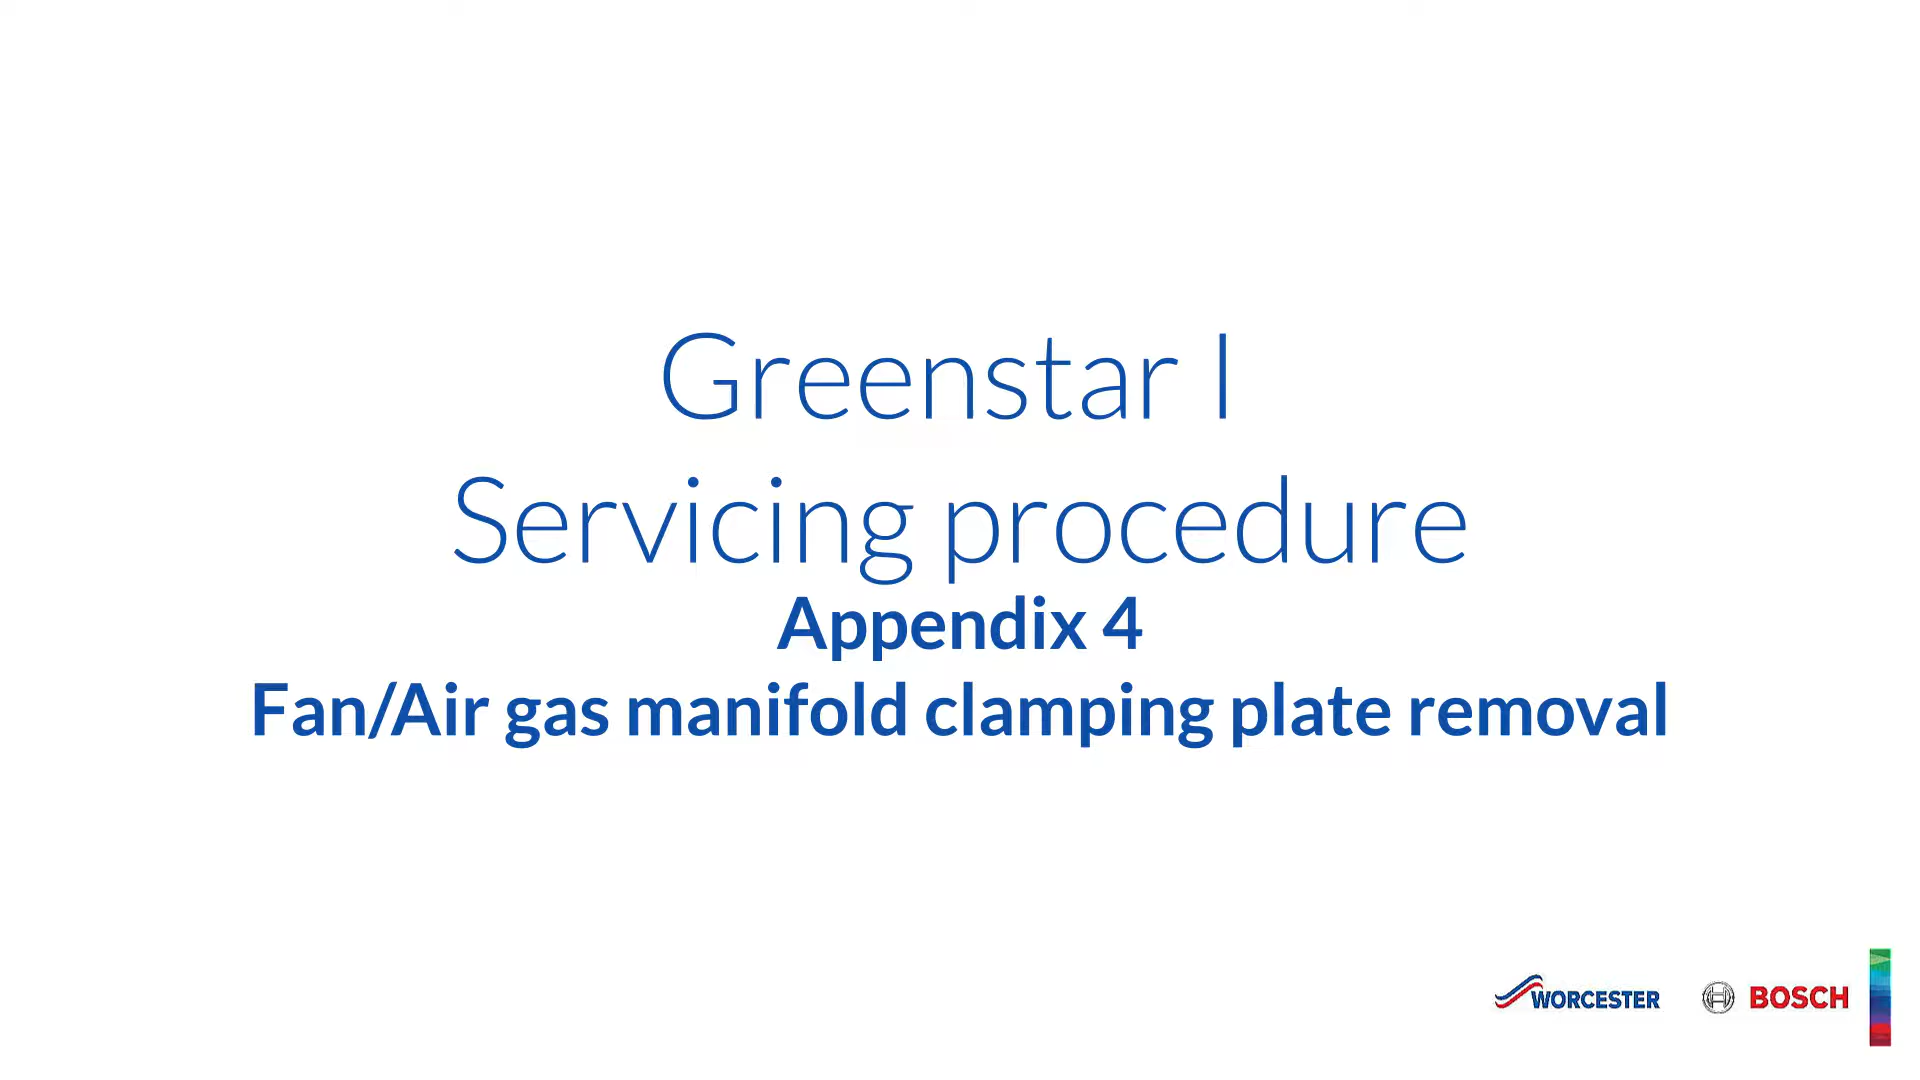 Greenstar I
Servicing procedure
Appendix 4
Fan/Air gas manifold clamping plate removal
WORCESTER BOSCH